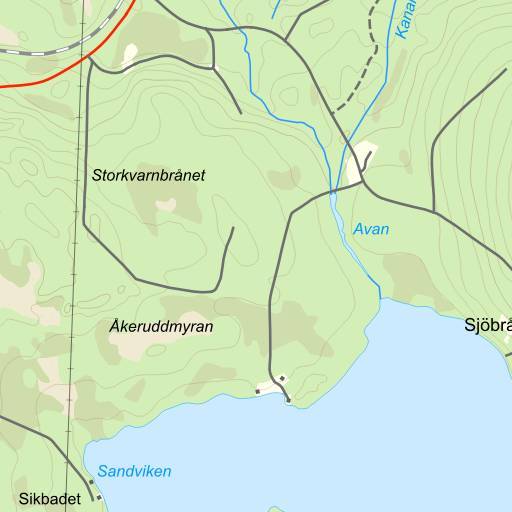 Storkvarnbrånet
Avan
Åkeruddmyran
Sandviken
Sikbadet